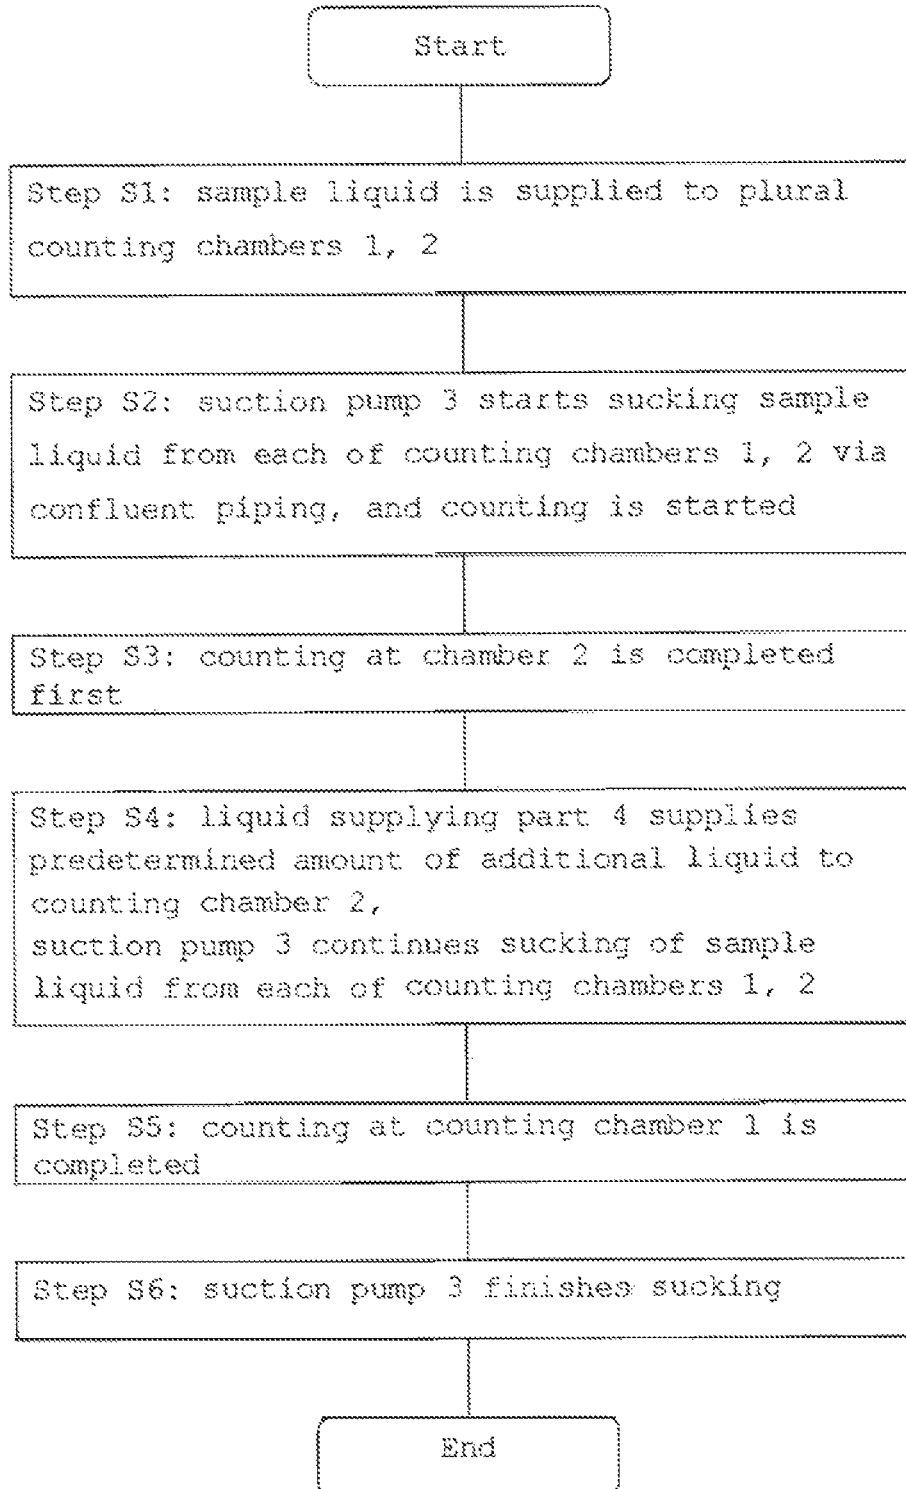 Start
Step S1: sample liquid is supplied to plural
counting chambers 1, 2
Step S2: suction pump 3 starts sucking sample
liquid from each of counting chambers 1, 2 via
confluent piping, and counting is started
Step S3: counting at chamber 2 is completed
first
Step S4: liquid supplying part 4 supplies
predetermined amount of additional liquid to
counting chamber 2,
suction pump 3 continues sucking of sample
liquid from each of counting chambers 1, 2
Step S5: counting at counting chamber 1 is
completed
Step S6: suction pump 3 finishes sucking
End